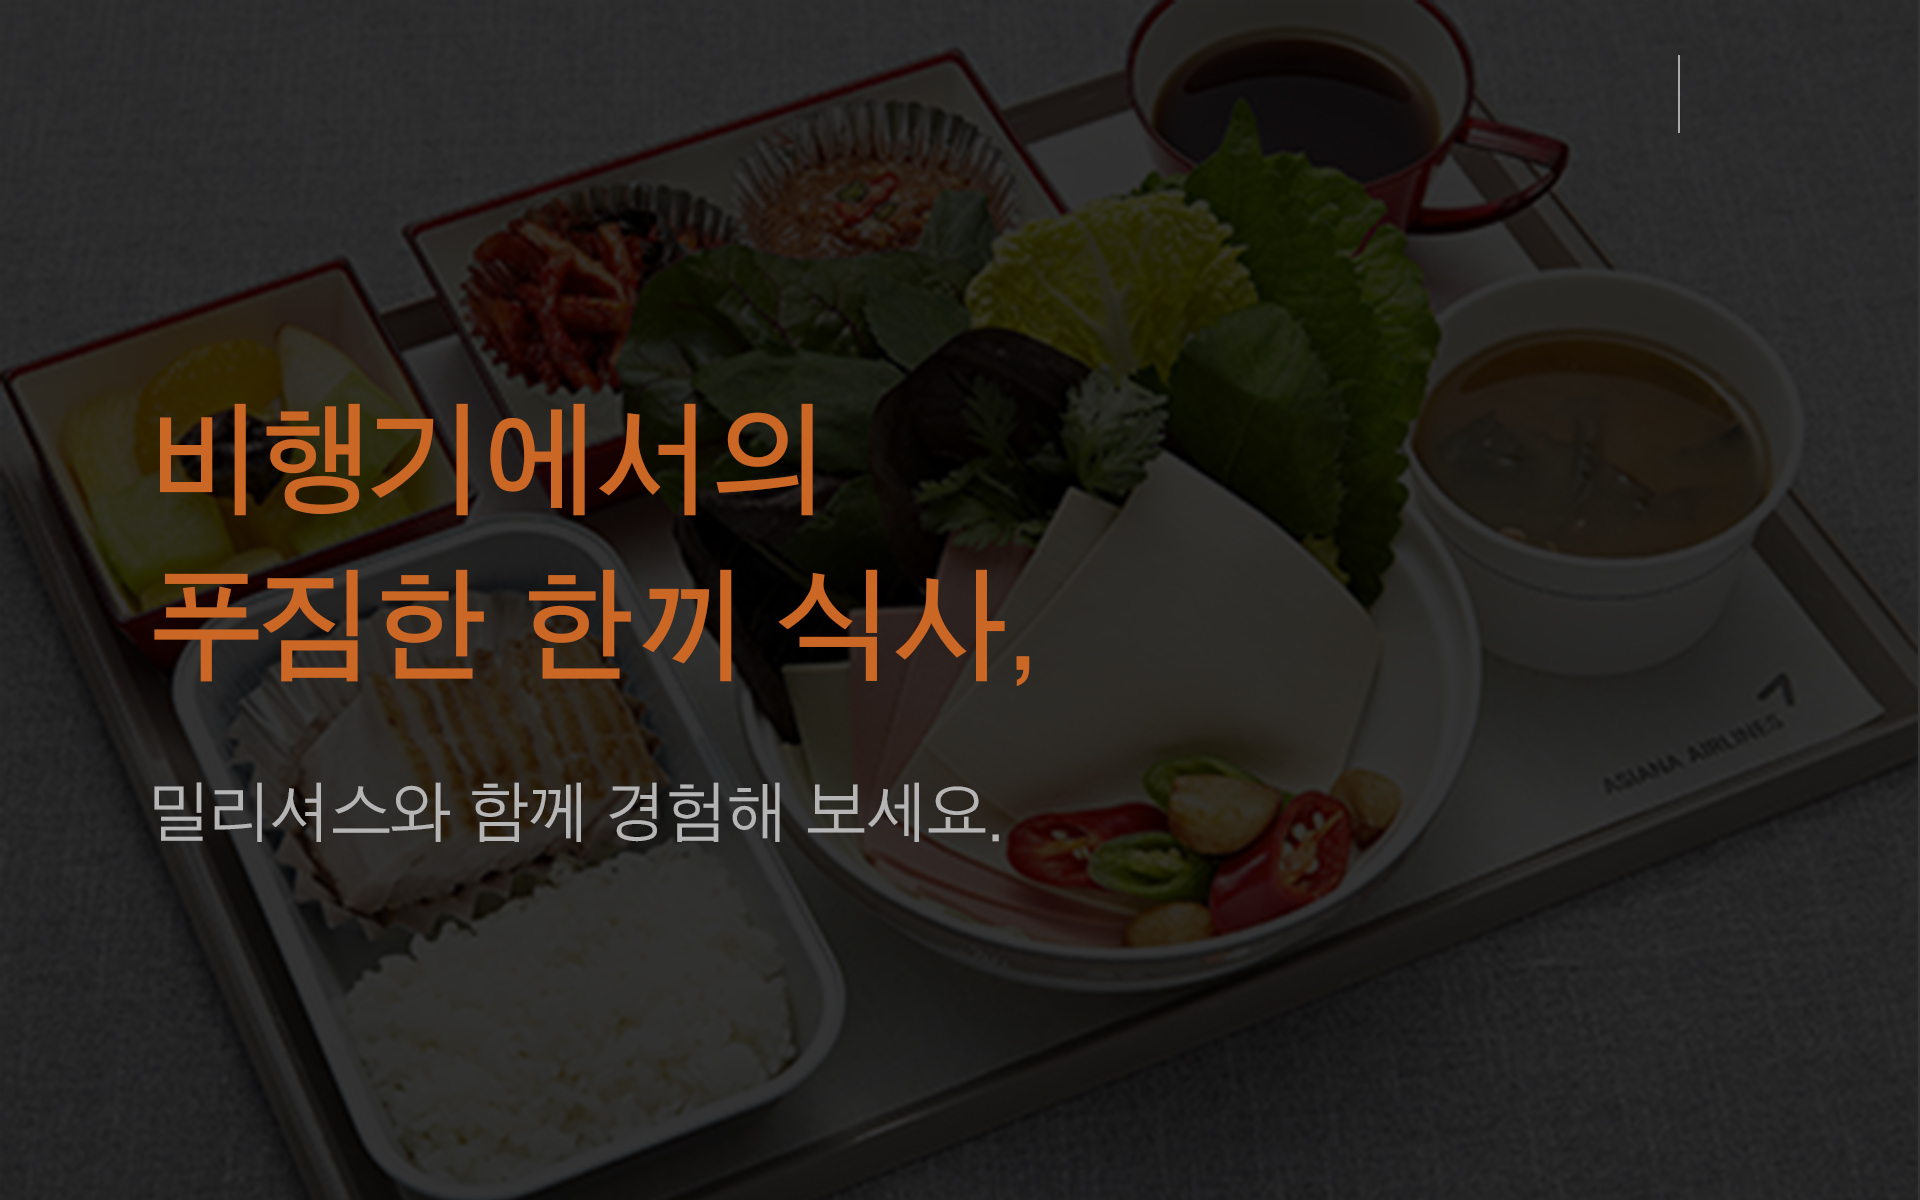 비행기에서의
푸짐한 한끼 식사,
밀리셔스와 함께 경험해 보세요.
ASIANA AIRLINES